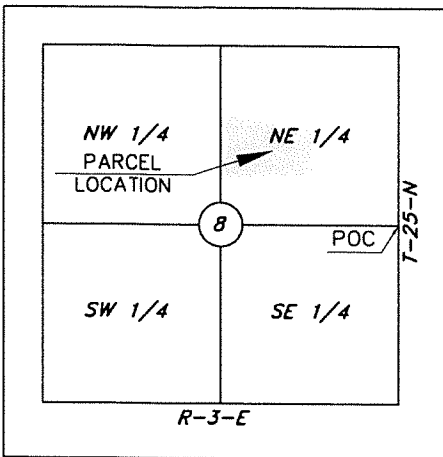 NW 1/4
NE 1/4
PARCEL
LOCATION
8
POC
T-25-N
SW 1/4
SE 1/4
R-3-E